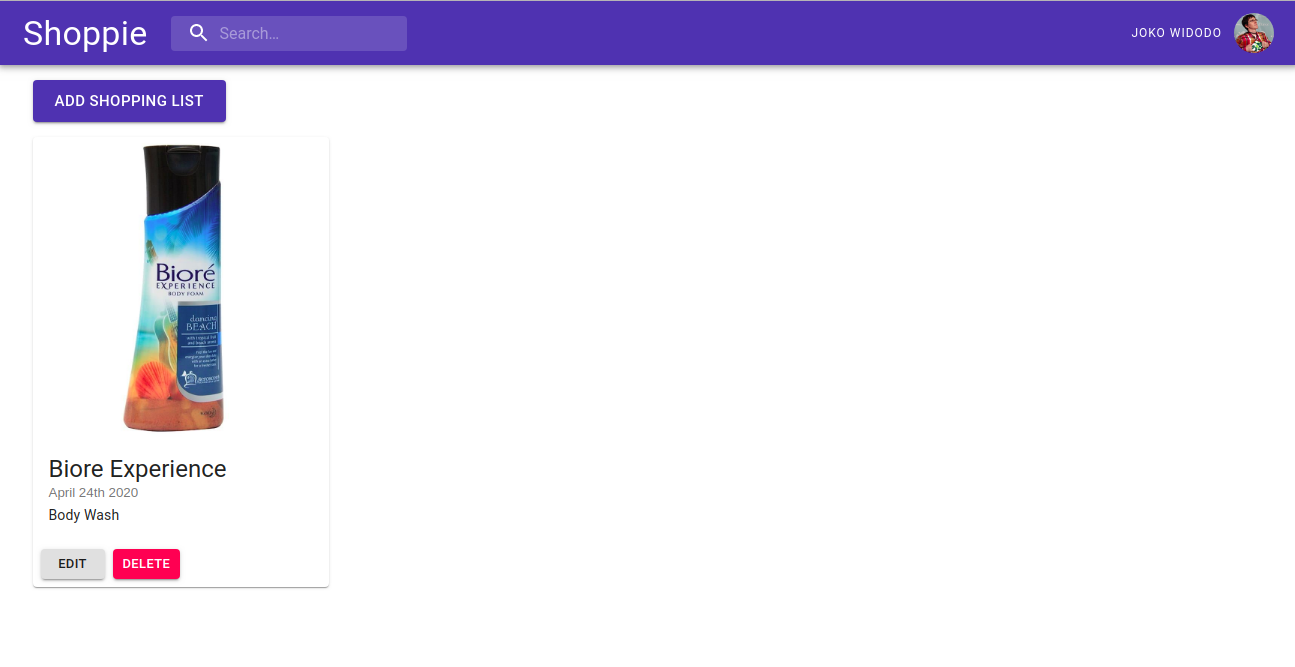 Shoppie
Search…
JOKO WIDODO
ADD SHOPPING LIST
Bioré
EXPERIENCE
BODY FOAM
dancing
BEACH
Biore Experience
April 24th 2020
Body Wash
EDIT
DELETE